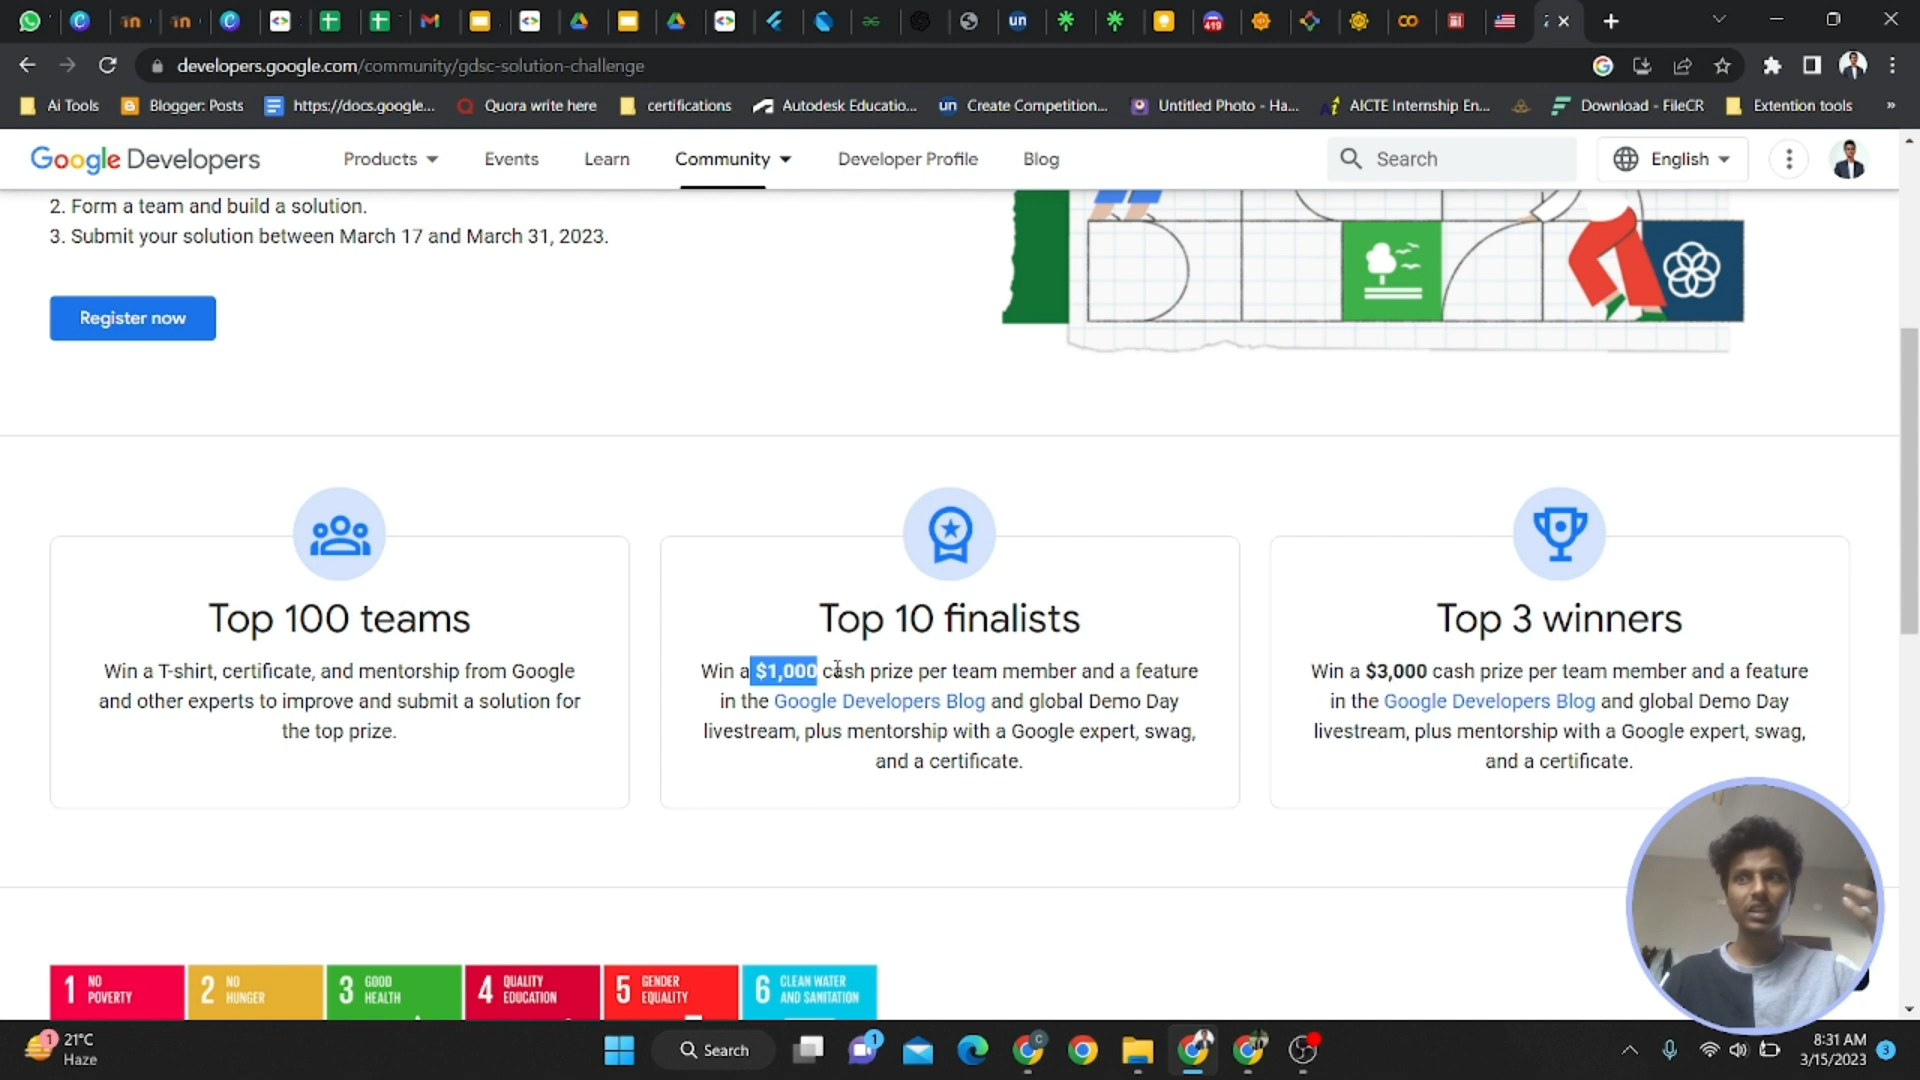 developers.google.com/community/gdsc-solution-challenge
Ai Tools
Blogger: Posts
https://docs.google...
Quora write here
certifications
Autodesk Educatio...
un Create Competition...
Untitled Photo - Ha...
AICTE Internship En...
Download - FileCR
Extention tools
»
Google Developers
Products
Events
Learn
Community
Developer Profile
Blog
Search
English
2. Form a team and build a solution.
3. Submit your solution between March 17 and March 31, 2023.
Register now
Top 100 teams
Win a T-shirt, certificate, and mentorship from Google
and other experts to improve and submit a solution for
the top prize.
Top 10 finalists
Win a $1,000 cash prize per team member and a feature
in the Google Developers Blog and global Demo Day
livestream, plus mentorship with a Google expert, swag,
and a certificate.
Top 3 winners
Win a $3,000 cash prize per team member and a feature
in the Google Developers Blog and global Demo Day
livestream, plus mentorship with a Google expert, swag,
and a certificate.
1 NO
POVERTY
2 NO
HUNGER
3 GOOD
HEALTH
4 QUALITY
EDUCATION
5 GENDER
EQUALITY
6 CLEAN WATER
AND SANITATION
1
21°C
Haze
Search
1
8:31 AM
3/15/2023
3